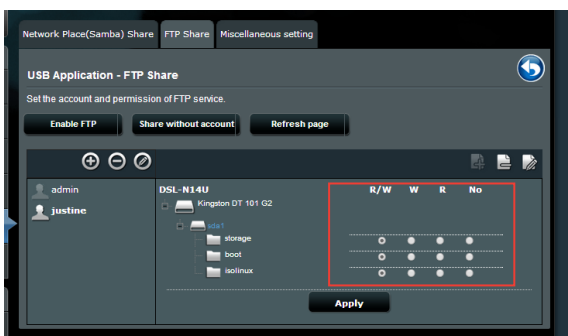 Network Place(Samba) Share FTP Share Miscellaneous setting
USB Application - FTP Share
Set the account and permission of FTP service.
Enable FTP Share without account Refresh page
admin
justine
DSL-N14U R/W W R No
Kingston DT 101 G2
sda1
storage
boot
isolinux
Apply